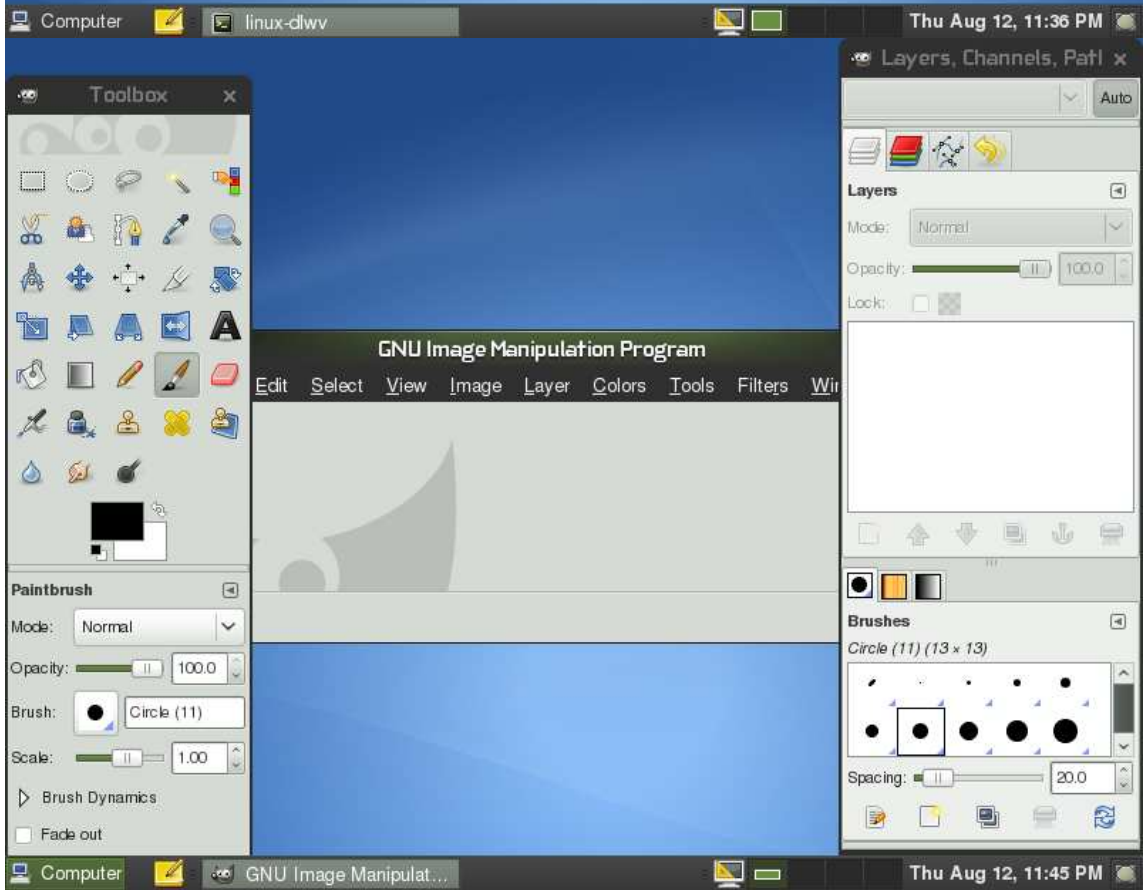 Computer
linux-dlwv
Thu Aug 12, 11:36 PM
Toolbox
Paintbrush
Mode: Normal
Opacity: 100.0
Brush: Circle (11)
Scale: 1.00
Brush Dynamics
Fade out
GNU Image Manipulation Program
Edit Select View Image Layer Colors Tools Filters Wi
Layers, Channels, Patl
Auto
Layers
Mode: Normal
Opacity: 100.0
Lock:
Brushes
Circle (11) (13 × 13)
Spacing: 20.0
Computer
GNU Image Manipulat...
Thu Aug 12, 11:45 PM